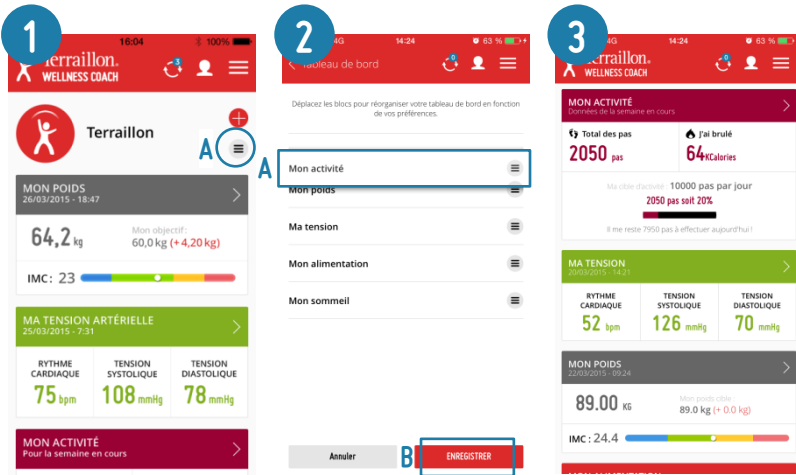 1
16:04
100%
Terraillon.
WELLNESS COACH
3
Terraillon
A
MON POIDS
26/03/2015 - 18:47
64,2 kg
Mon objectif :
60,0 kg (+4,20 kg)
IMC : 23
MA TENSION ARTÉRIELLE
25/03/2015 - 7:31
RYTHME CARDIAQUE
TENSION SYSTOLIQUE
TENSION DIASTOLIQUE
75 bpm
108 mmHg
78 mmHg
MON ACTIVITÉ
Pour la semaine en cours
2
4G
14:24
63 %
Tableau de bord
0
Déplacez les blocs pour réorganiser votre tableau de bord en fonction
de vos préférences.
A
Mon activité
Mon poids
Ma tension
Mon alimentation
Mon sommeil
Annuler
B
ENREGISTRER
3
4G
14:24
63 %
Terraillon.
WELLNESS COACH
0
MON ACTIVITÉ
Données de la semaine en cours
Total des pas
J'ai brulé
2050 pas
64 KCalories
Ma cible d'activité : 10000 pas par jour
2050 pas soit 20%
Il me reste 7950 pas à effectuer aujourd'hui !
MA TENSION
20/03/2015 - 14:21
RYTHME CARDIAQUE
TENSION SYSTOLIQUE
TENSION DIASTOLIQUE
52 bpm
126 mmHg
70 mmHg
MON POIDS
22/03/2015 - 09:24
89.00 KG
Mon poids cible :
89.0 kg (+ 0.0 kg)
IMC : 24.4
MON ALIMENTATION